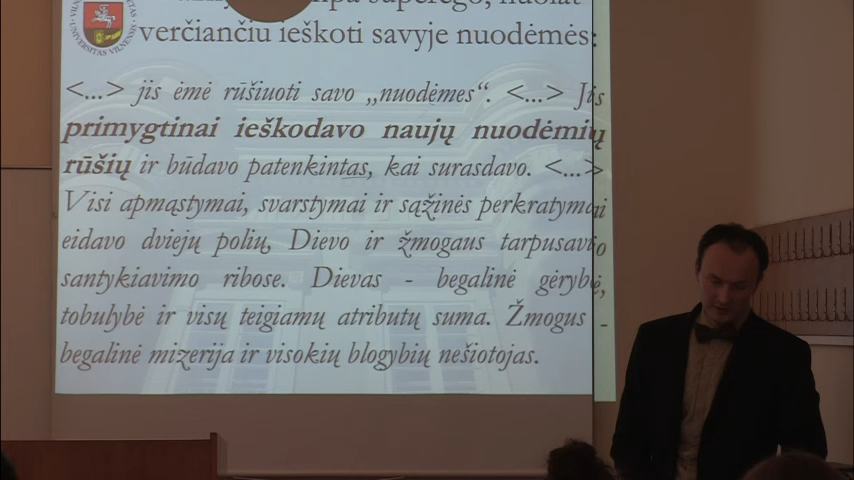 superego, nuolat
verčiančiu ieškoti savyje nuodėmės:
<...> jis ėmė rūšiuoti savo „nuodėmes“. <...> Jis
primygtinai ieškodavo naujų nuodėmių
rūšių ir būdavo patenkintas, kai surasdavo. <...>
Visi apmąstymai, svarstymai ir sąžinės perkratymai
eidavo dviejų polių, Dievo ir žmogaus tarpusavio
santykiavimo ribose. Dievas - begalinė gėrybė,
tobulybė ir visų teigiamų atributų suma. Žmogus -
begalinė mizerija ir visokių blogybių nešiotojas.